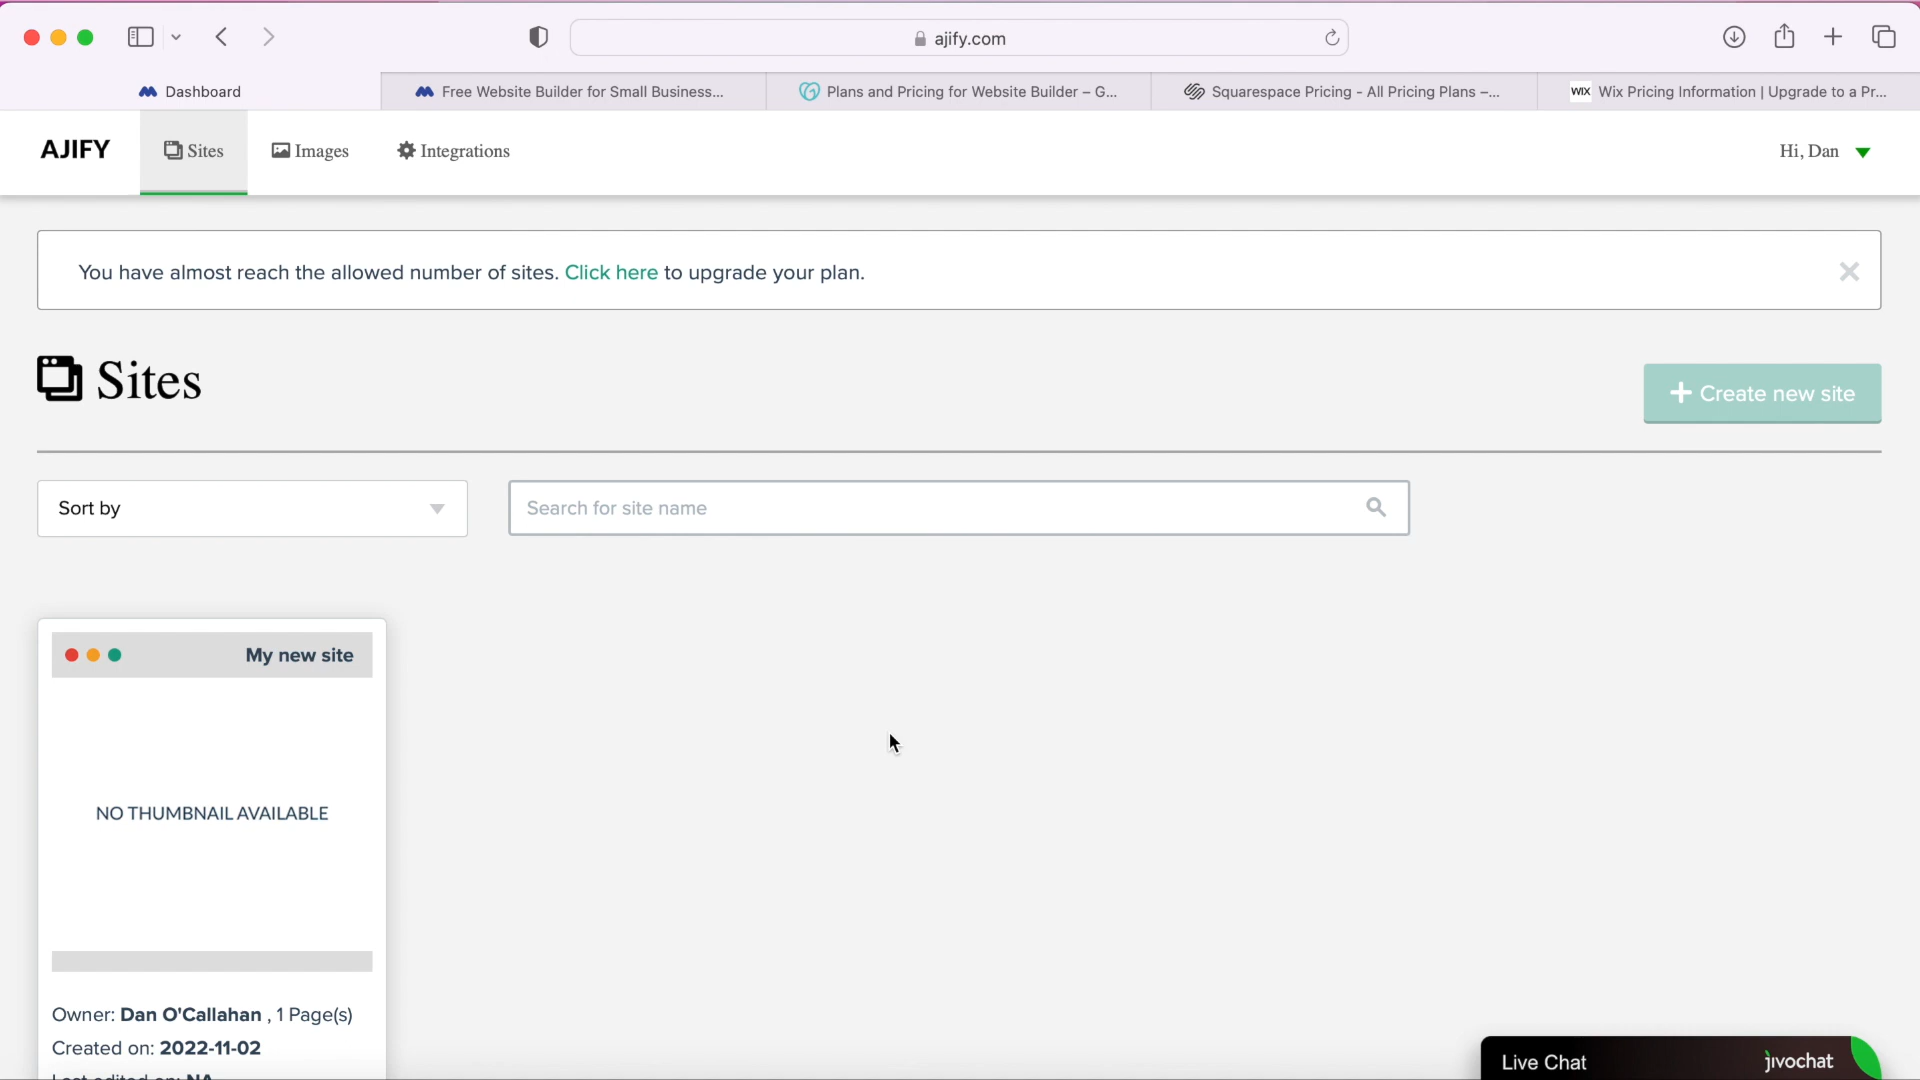 ajify.com
Dashboard
Free Website Builder for Small Business...
Plans and Pricing for Website Builder – G...
Squarespace Pricing - All Pricing Plans –...
WIX Wix Pricing Information | Upgrade to a Pr...
AJIFY
Sites
Images
Integrations
Hi, Dan
You have almost reach the allowed number of sites. Click here to upgrade your plan.
Sites
Create new site
Sort by
Search for site name
My new site
NO THUMBNAIL AVAILABLE
Owner: Dan O'Callahan , 1 Page(s)
Created on: 2022-11-02
Last edited on: NA
Live Chat
jivochat